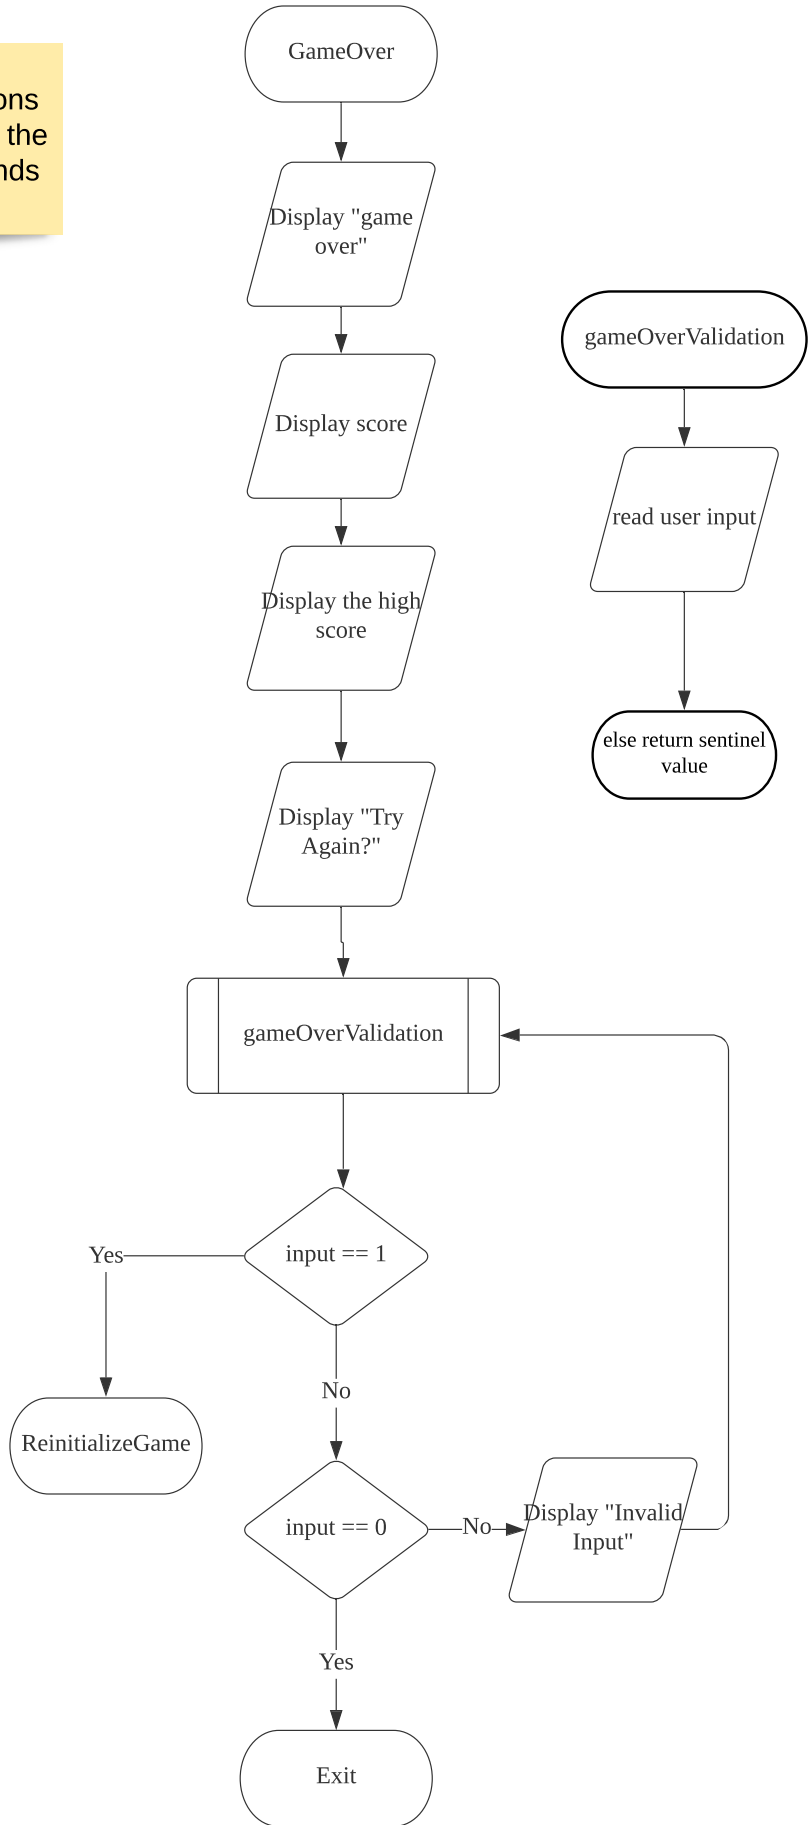 ons
the
nds
GameOver
Display "game
over"
Display score
Display the high
score
Display "Try
Again?"
gameOverValidation
input == 1
Yes
No
ReinitializeGame
input == 0
No
Display "Invalid
Input"
Yes
Exit
gameOverValidation
read user input
else return sentinel
value